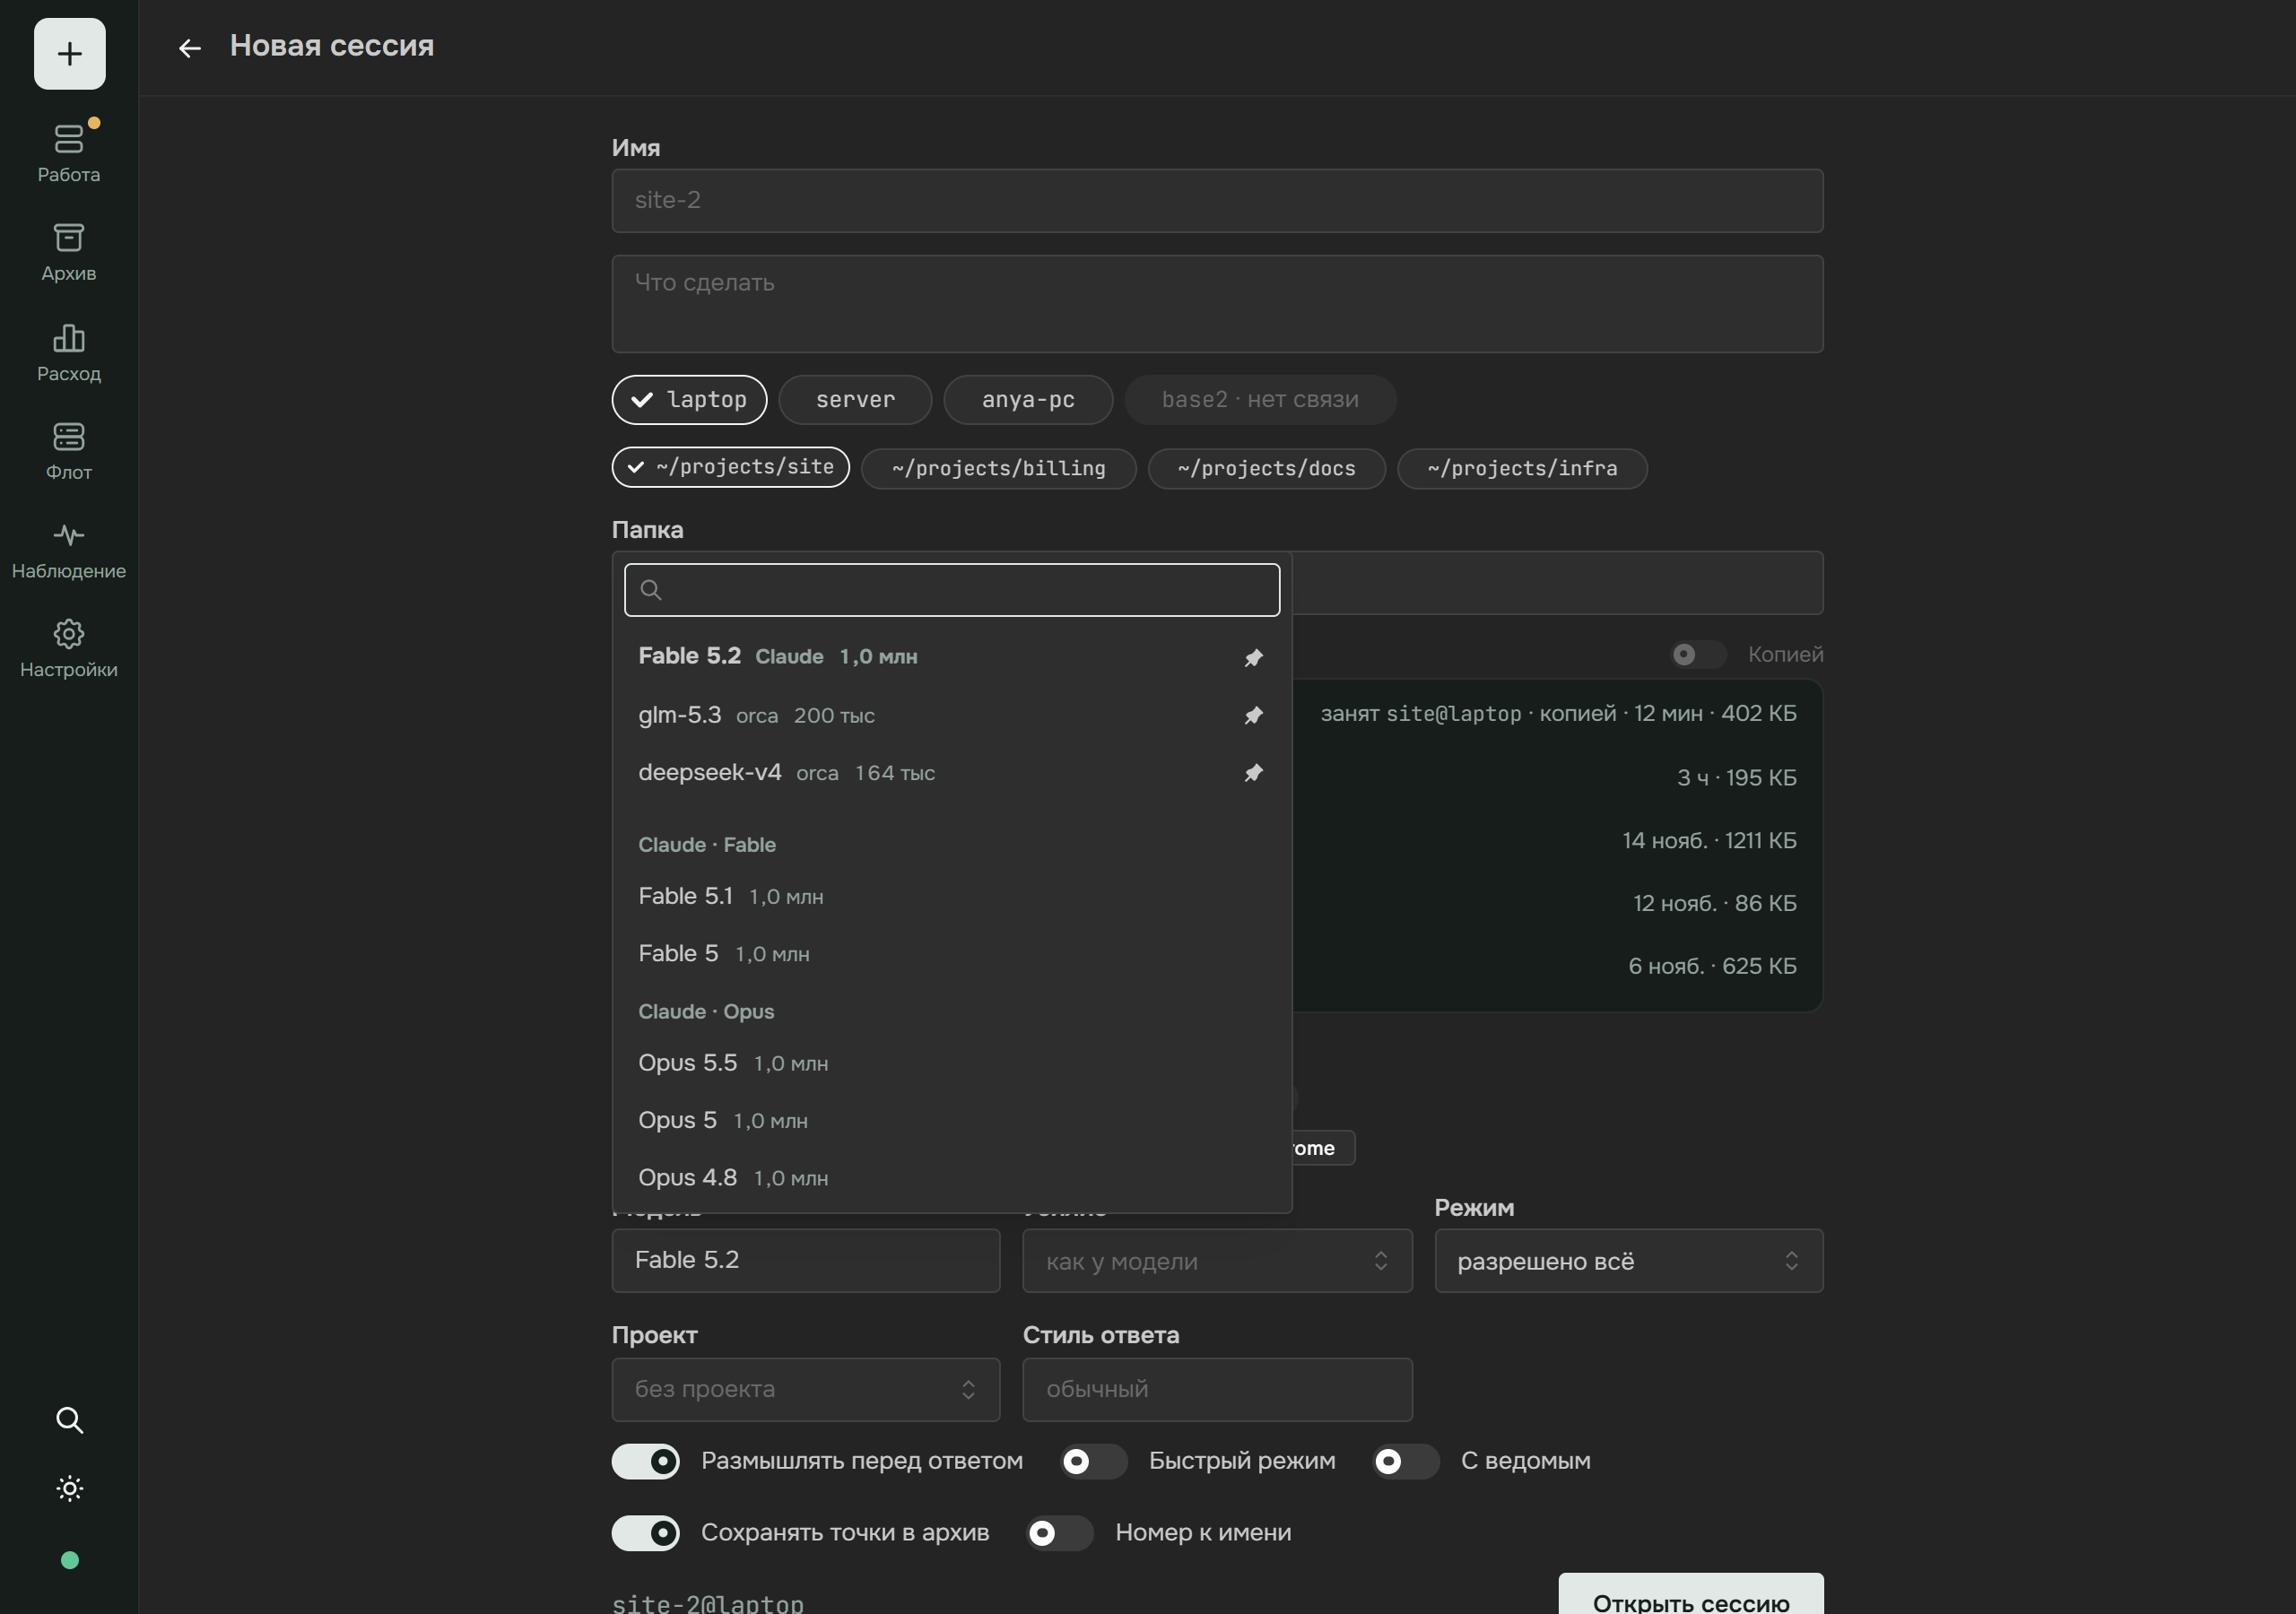 Новая сессия
Работа
Архив
Расход
Флот
Наблюдение
Настройки
Имя
site-2
Что сделать
laptop server anya-pc base2 · нет связи
~/projects/site ~/projects/billing ~/projects/docs ~/projects/infra
Папка
Fable 5.2 Claude 1,0 млн
glm-5.3 orca 200 тыс
deepseek-v4 orca 164 тыс
Claude · Fable
Fable 5.1 1,0 млн
Fable 5 1,0 млн
Claude · Opus
Opus 5.5 1,0 млн
Opus 5 1,0 млн
Opus 4.8 1,0 млн
Копией
занят site@laptop · копией · 12 мин · 402 КБ
3 ч · 195 КБ
14 нояб. · 1211 КБ
12 нояб. · 86 КБ
6 нояб. · 625 КБ
ome
Режим
Fable 5.2 как у модели разрешено всё
Проект Стиль ответа
без проекта обычный
Размышлять перед ответом Быстрый режим С ведомым
Сохранять точки в архив Номер к имени
site-2@laptop Открыть сессию